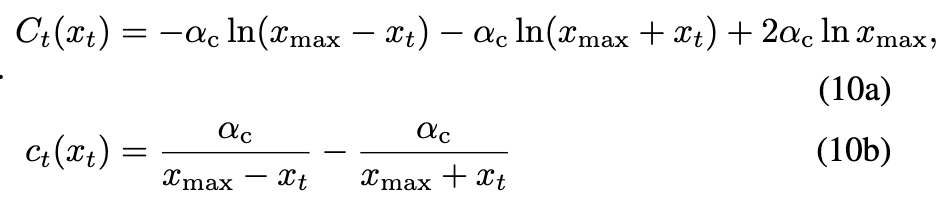 C_t(x_t) = −α_c ln(x_max − x_t) − α_c ln(x_max + x_t) + 2α_c ln x_max,
.
(10a)
c_t(x_t) = α_c / (x_max − x_t) − α_c / (x_max + x_t) (10b)